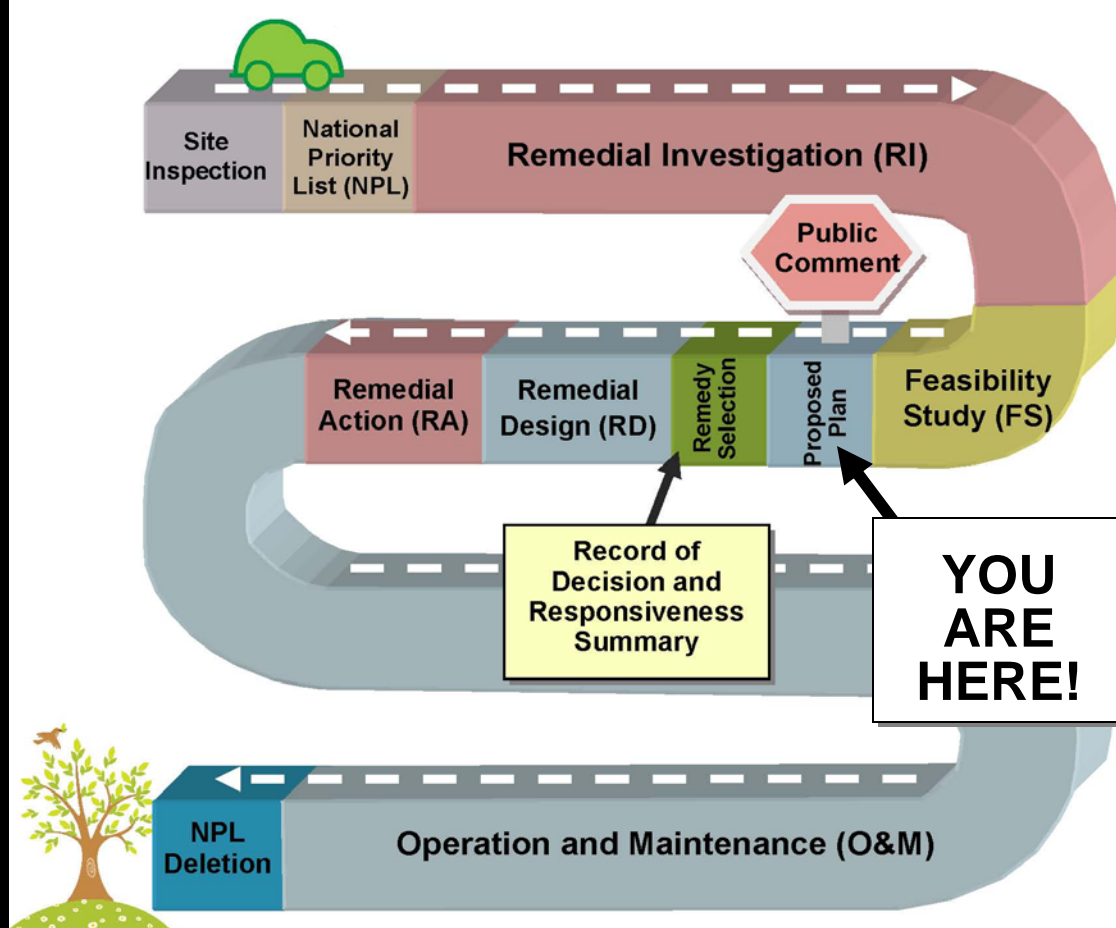 Site
Inspection
National
Priority
List (NPL)
Remedial Investigation (RI)
Public
Comment
Feasibility
Study (FS)
Proposed
Plan
Remedy
Selection
Remedial
Design (RD)
Remedial
Action (RA)
Record of
Decision and
Responsiveness
Summary
YOU
ARE
HERE!
Operation and Maintenance (O&M)
NPL
Deletion